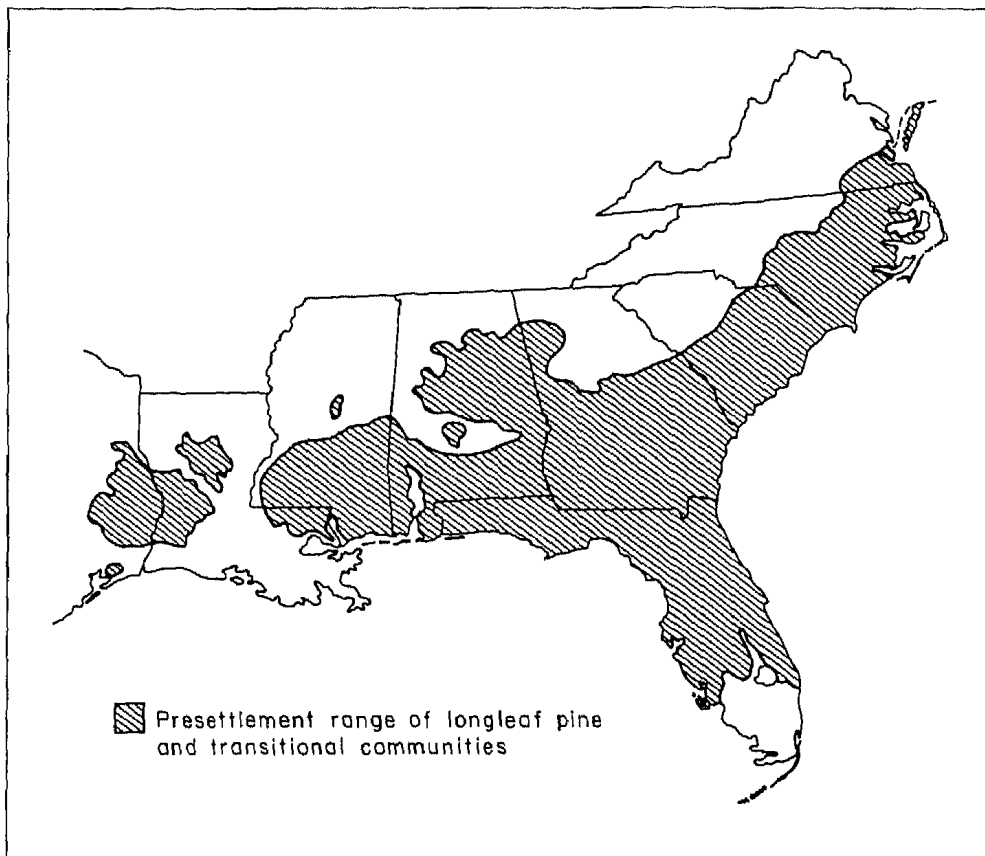 Presettlement range of longleaf pine
and transitional communities